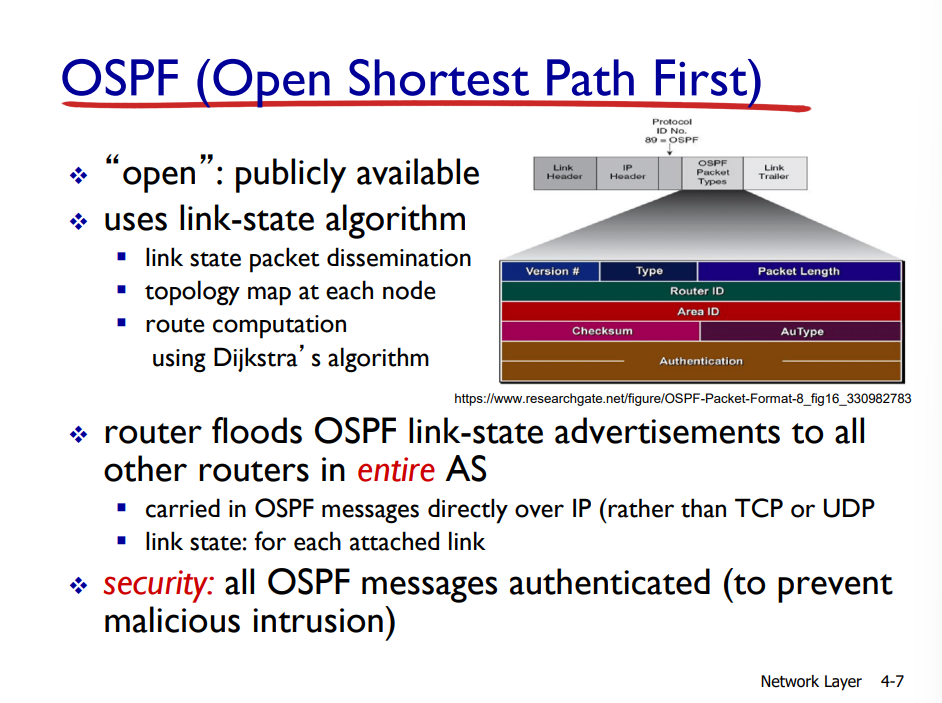 OSPF (Open Shortest Path First)
Protocol
ID No.
89 = OSPF
Link
Header
IP
Header
OSPF
Packet
Types
Link
Trailer
“open”: publicly available
uses link-state algorithm
link state packet dissemination
topology map at each node
route computation
using Dijkstra’s algorithm
Version # Type Packet Length
Router ID
Area ID
Checksum AuType
Authentication
https://www.researchgate.net/figure/OSPF-Packet-Format-8_fig16_330982783
router floods OSPF link-state advertisements to all
other routers in entire AS
carried in OSPF messages directly over IP (rather than TCP or UDP
link state: for each attached link
security: all OSPF messages authenticated (to prevent
malicious intrusion)
Network Layer 4-7